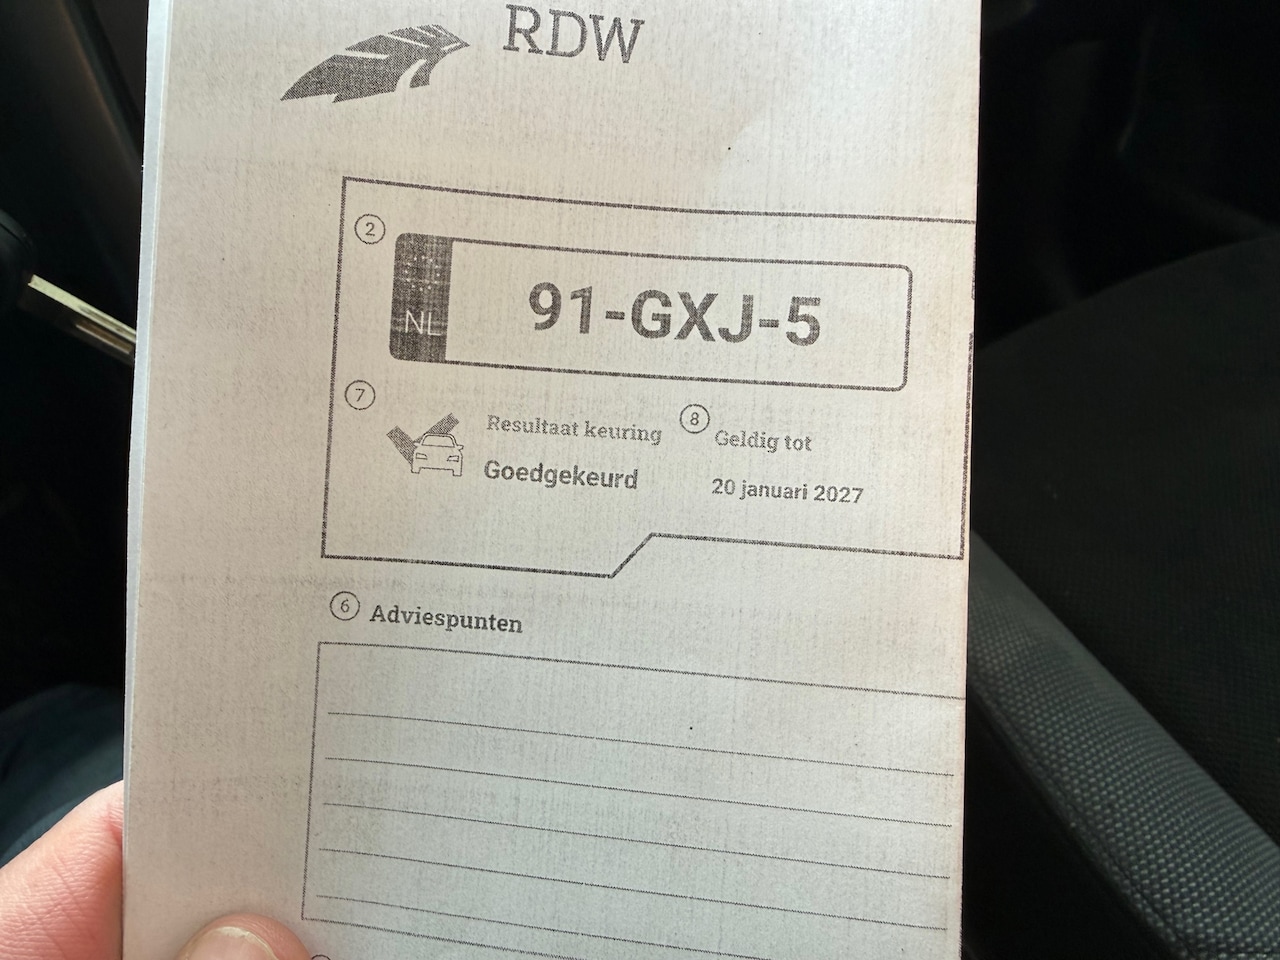 RDW
2
NL
91-GXJ-5
7
Resultaat keuring
Goedgekeurd
8
Geldig tot
20 januari 2027
6
Adviespunten